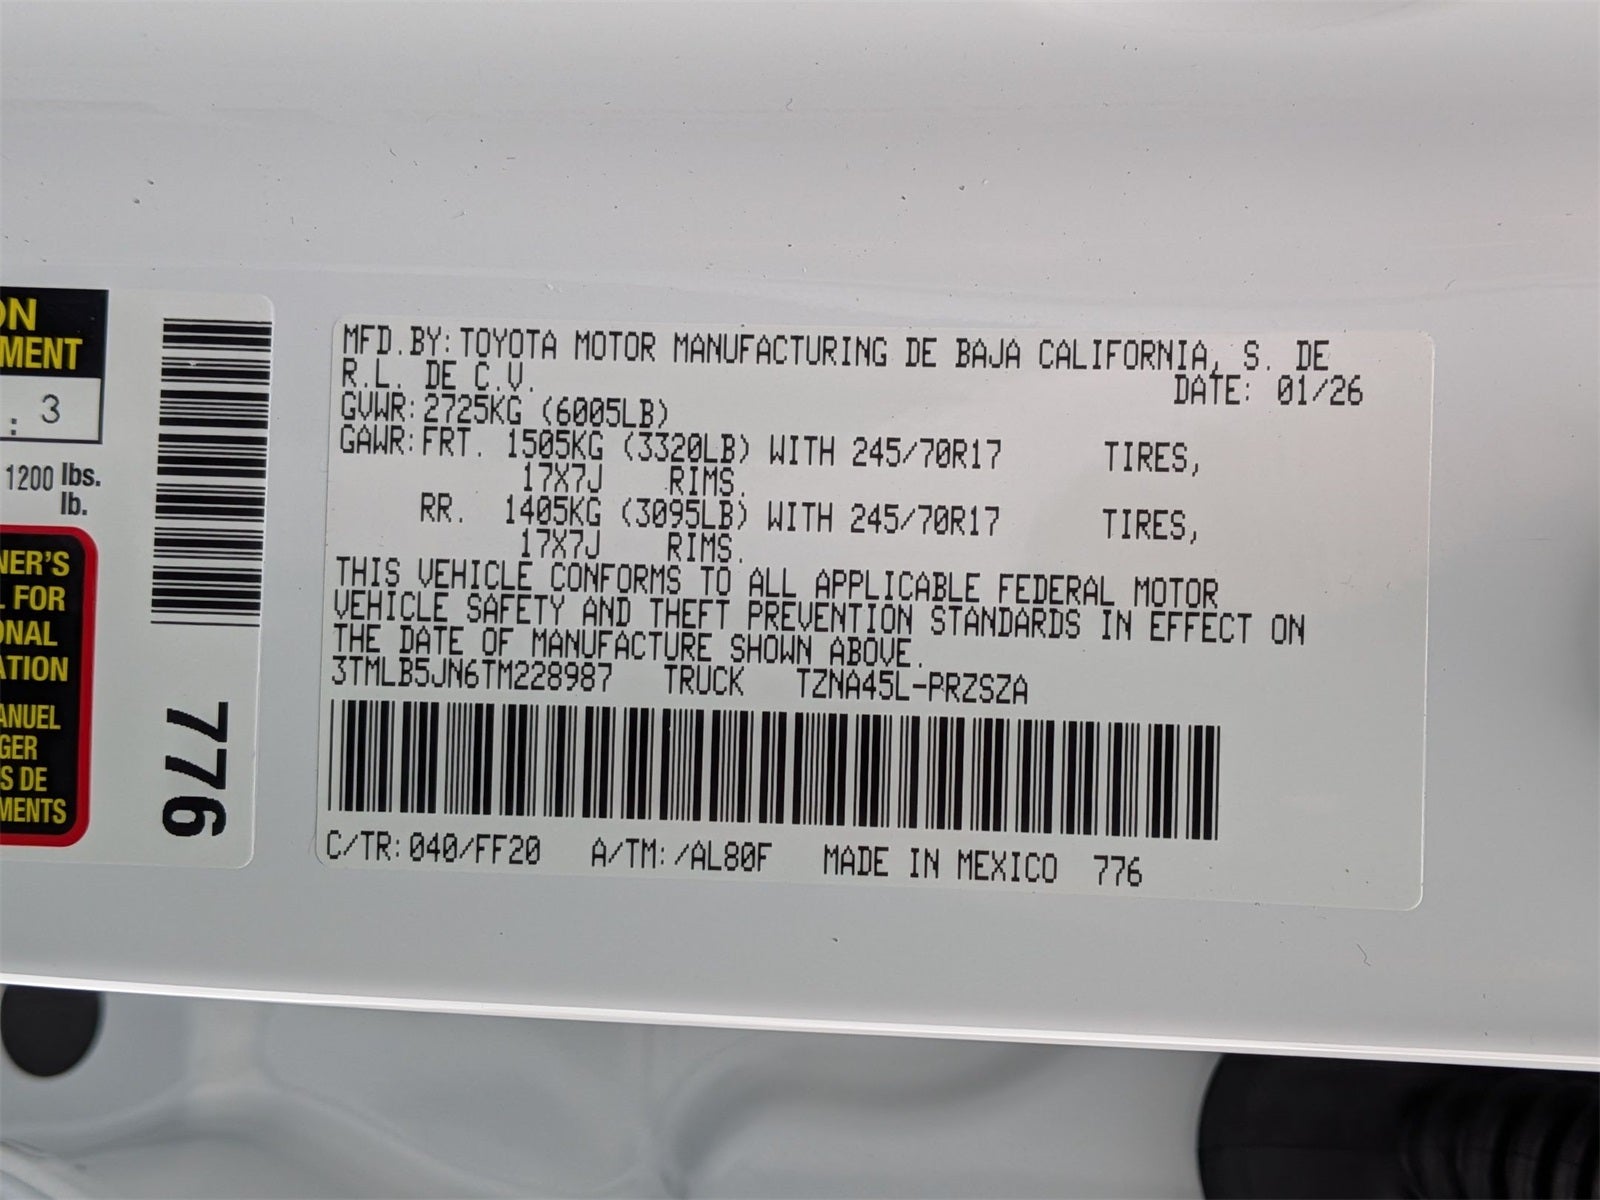 ON
MENT
: 3
1200 lbs.
lb.
NER'S
L FOR
ONAL
ATION
ANUEL
GER
S DE
MENTS
776
MFD.BY: TOYOTA MOTOR MANUFACTURING DE BAJA CALIFORNIA, S. DE
R.L. DE C.V. DATE: 01/26
GVWR: 2725KG (6005LB)
GAWR: FRT. 1505KG (3320LB) WITH 245/70R17 TIRES,
17X7J RIMS.
RR. 1405KG (3095LB) WITH 245/70R17 TIRES,
17X7J RIMS.
THIS VEHICLE CONFORMS TO ALL APPLICABLE FEDERAL MOTOR
VEHICLE SAFETY AND THEFT PREVENTION STANDARDS IN EFFECT ON
THE DATE OF MANUFACTURE SHOWN ABOVE.
3TMLB5JN6TM228987 TRUCK TZNA45L-PRZSZA
C/TR: 040/FF20 A/TM: /AL80F MADE IN MEXICO 776